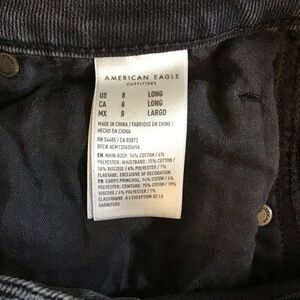 AMERICAN EAGLE
OUTFITTERS
US 8 LONG
CA 8 LONG
MX 8 LARGO
MADE IN CHINA / FABRIQUÉ EN CHINE /
HECHO EN CHINA
RN 54485 / CA 03873
EN: MAIN BODY: 94% COTTON / 6%
POLYESTER; WAISTBAND: 75% COTTON /
10% VISCOSE / 6% POLYESTER / 1%
ELASTANE. EXCLUSIVE OF DECORATION
FR: CORPS PRINCIPAL: 94% COTON / 6%
POLYESTER; CEINTURE: 75% COTON / 18%
VISCOSE / 6% POLYESTER / 1%
ÉLASTHANNE À L'EXCEPTION DE LA
GARNITURE